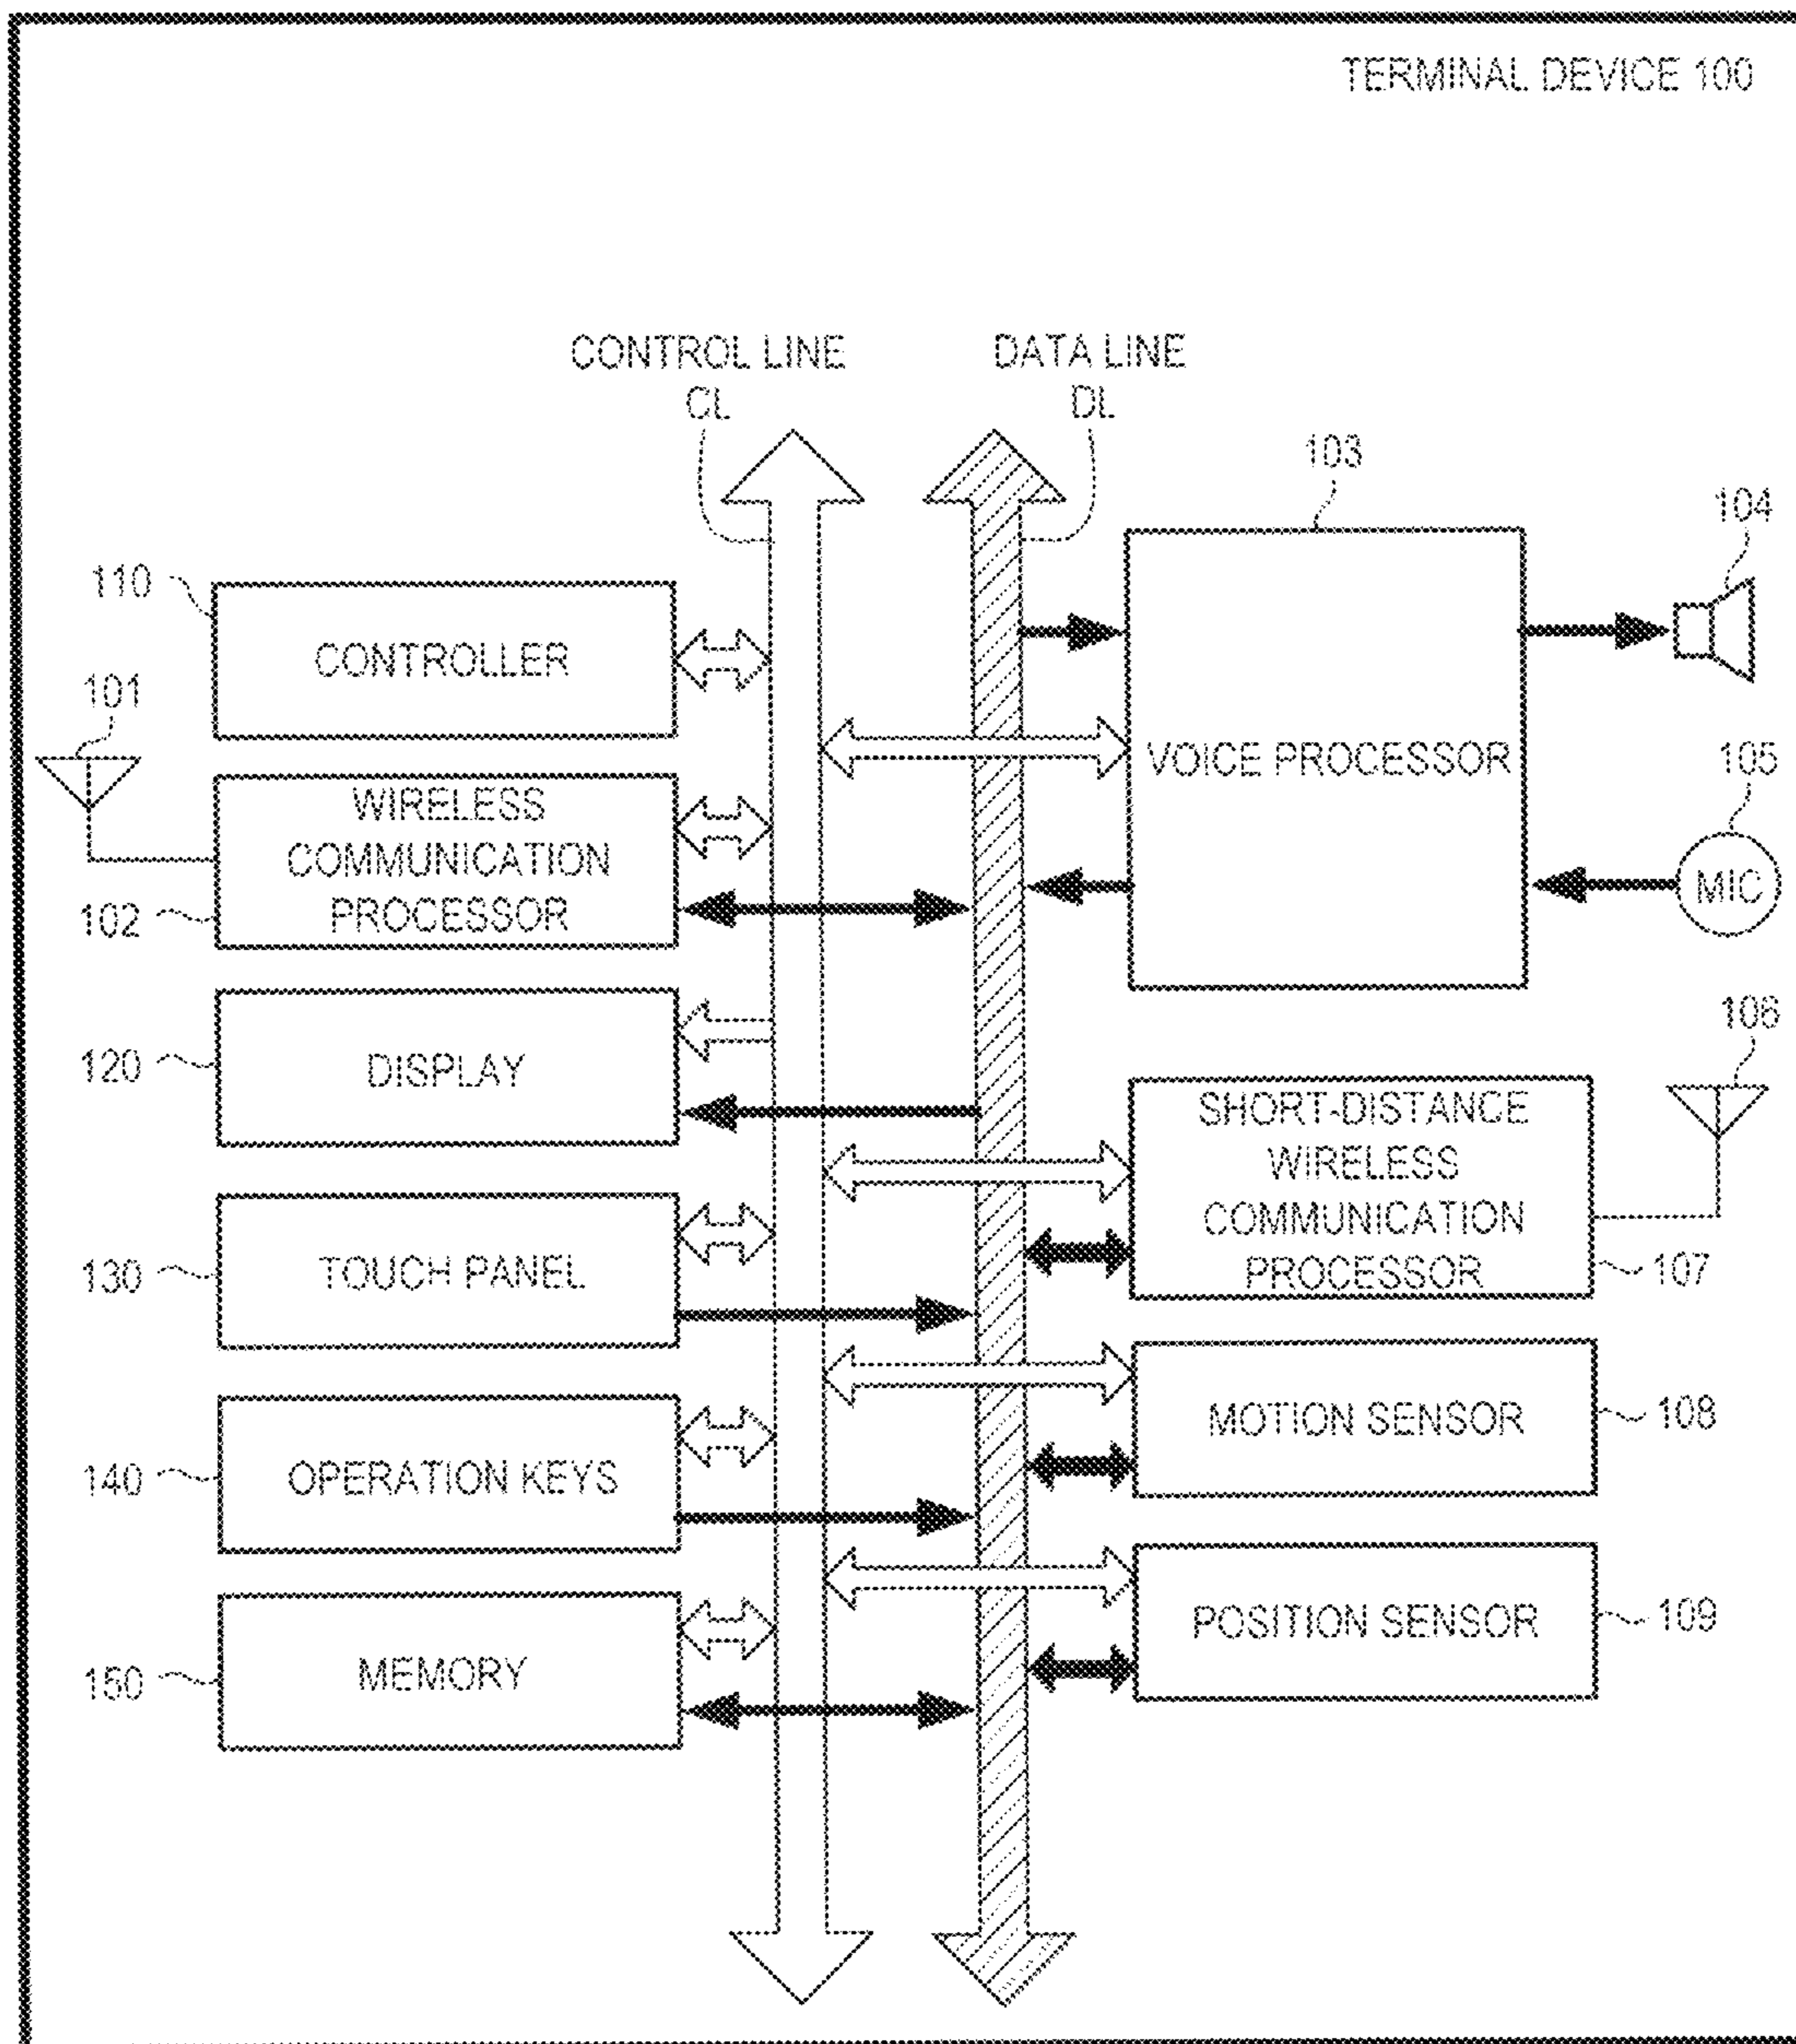 TERMINAL DEVICE 100
CONTROL LINE
CL
DATA LINE
DL
110
CONTROLLER
101
WIRELESS
COMMUNICATION
PROCESSOR
102
120
DISPLAY
130
TOUCH PANEL
140
OPERATION KEYS
150
MEMORY
103
VOICE PROCESSOR
104
105
MIC
106
SHORT-DISTANCE
WIRELESS
COMMUNICATION
PROCESSOR
107
MOTION SENSOR
108
POSITION SENSOR
109